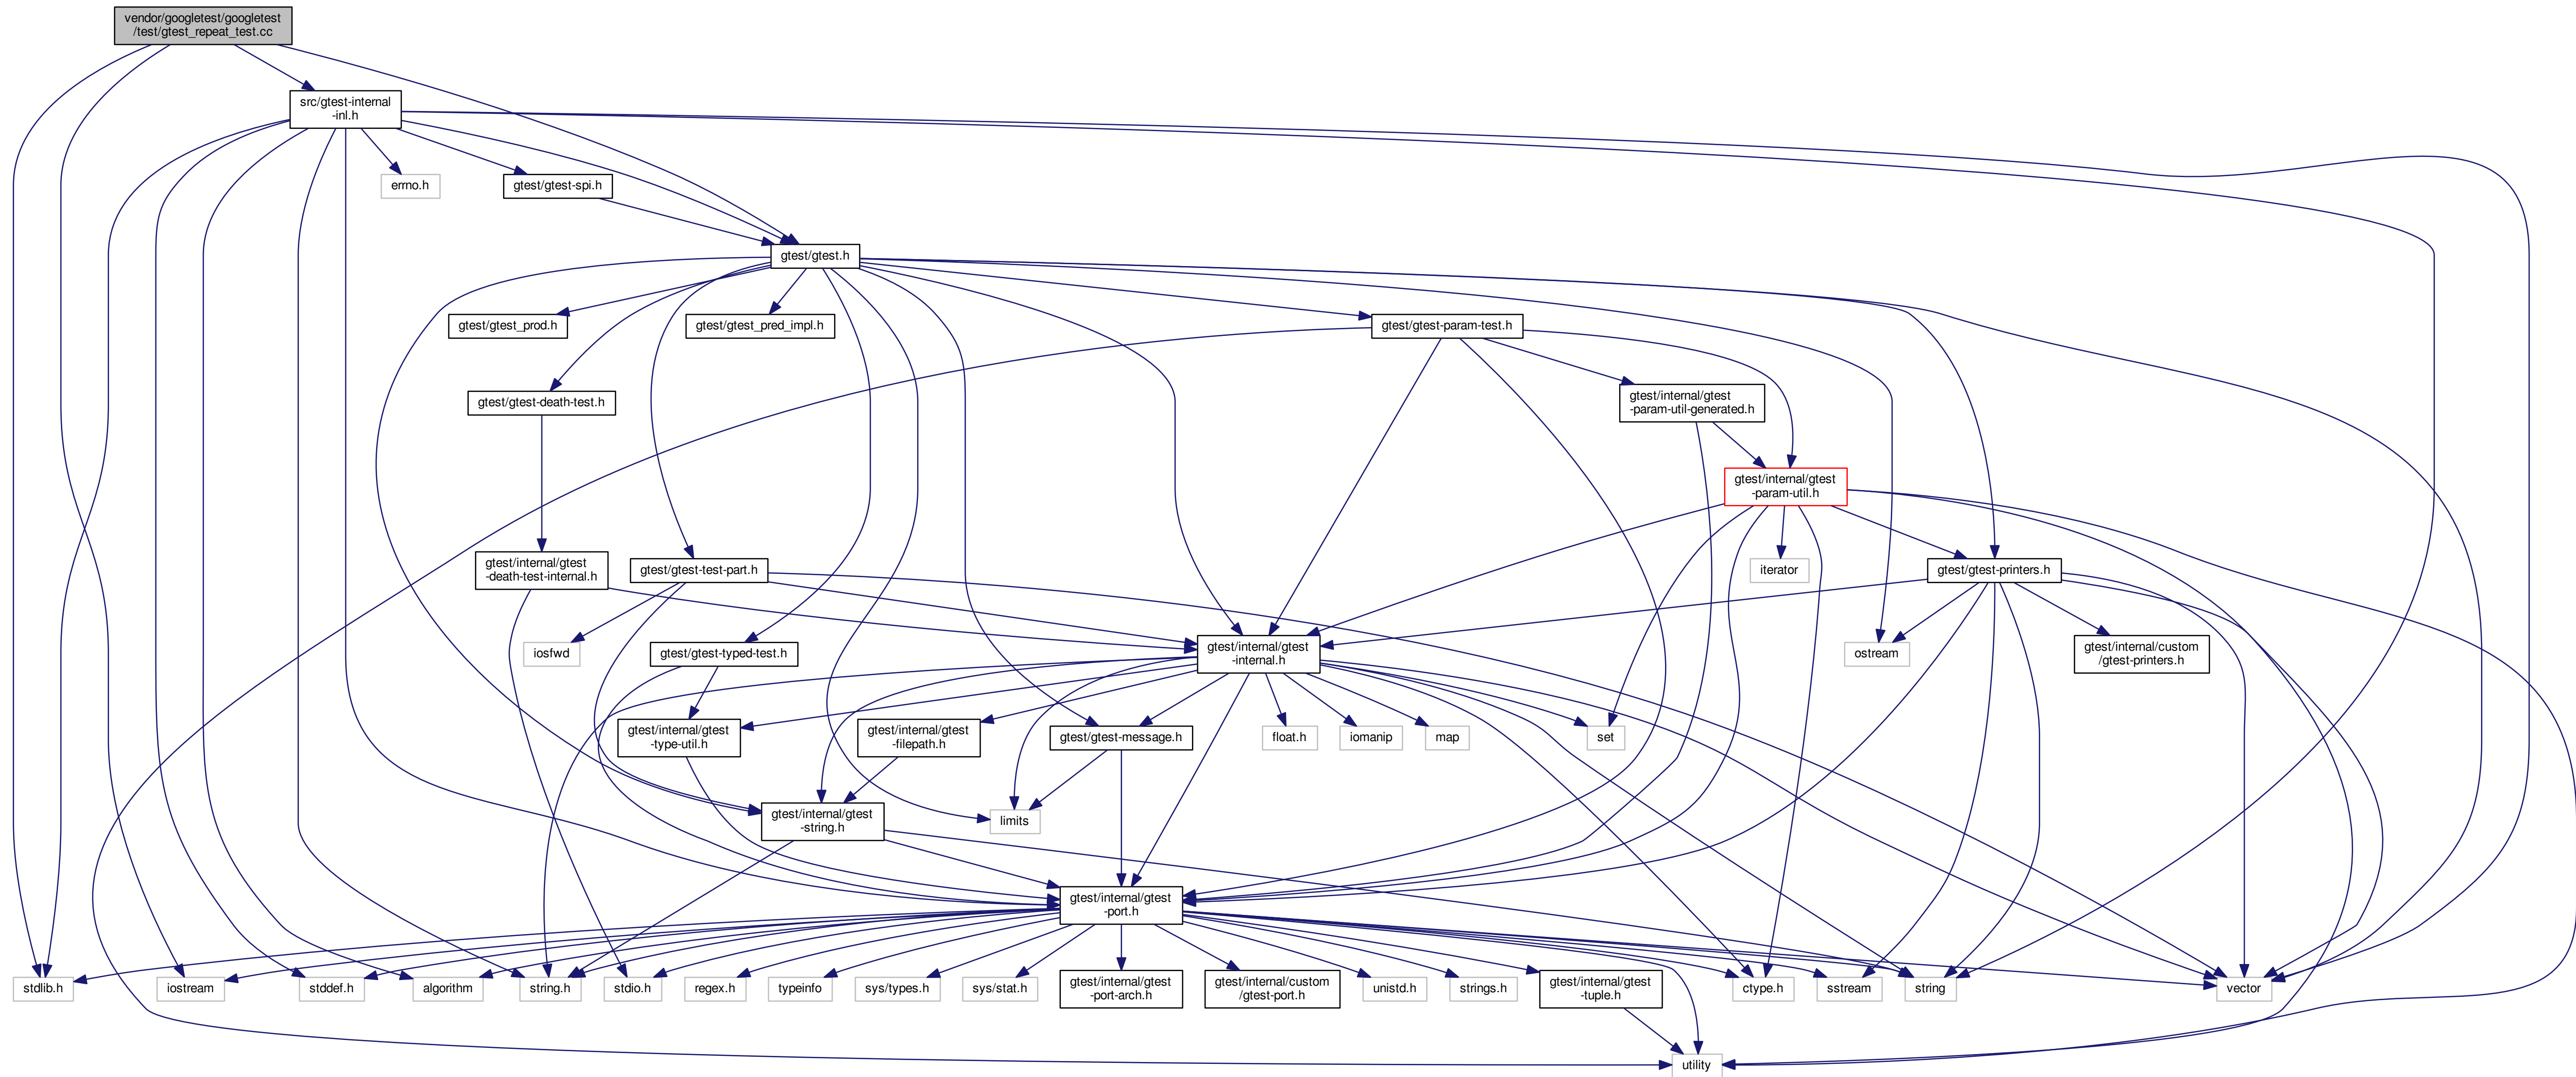 vendor/googletest/googletest
/test/gtest_repeat_test.cc
src/gtest-internal
-inl.h
errno.h
gtest/gtest-spi.h
gtest/gtest.h
gtest/gtest_prod.h
gtest/gtest_pred_impl.h
gtest/gtest-param-test.h
gtest/gtest-death-test.h
gtest/internal/gtest
-param-util-generated.h
gtest/internal/gtest
-param-util.h
gtest/internal/gtest
-death-test-internal.h
gtest/gtest-test-part.h
iterator
gtest/gtest-printers.h
iosfwd
gtest/gtest-typed-test.h
gtest/internal/gtest
-internal.h
ostream
gtest/internal/custom
/gtest-printers.h
gtest/internal/gtest
-type-util.h
gtest/internal/gtest
-filepath.h
gtest/gtest-message.h
float.h
iomanip
map
set
gtest/internal/gtest
-string.h
limits
gtest/internal/gtest
-port.h
stdlib.h
iostream
stddef.h
algorithm
string.h
stdio.h
regex.h
typeinfo
sys/types.h
sys/stat.h
gtest/internal/gtest
-port-arch.h
gtest/internal/custom
/gtest-port.h
unistd.h
strings.h
gtest/internal/gtest
-tuple.h
ctype.h
sstream
string
vector
utility